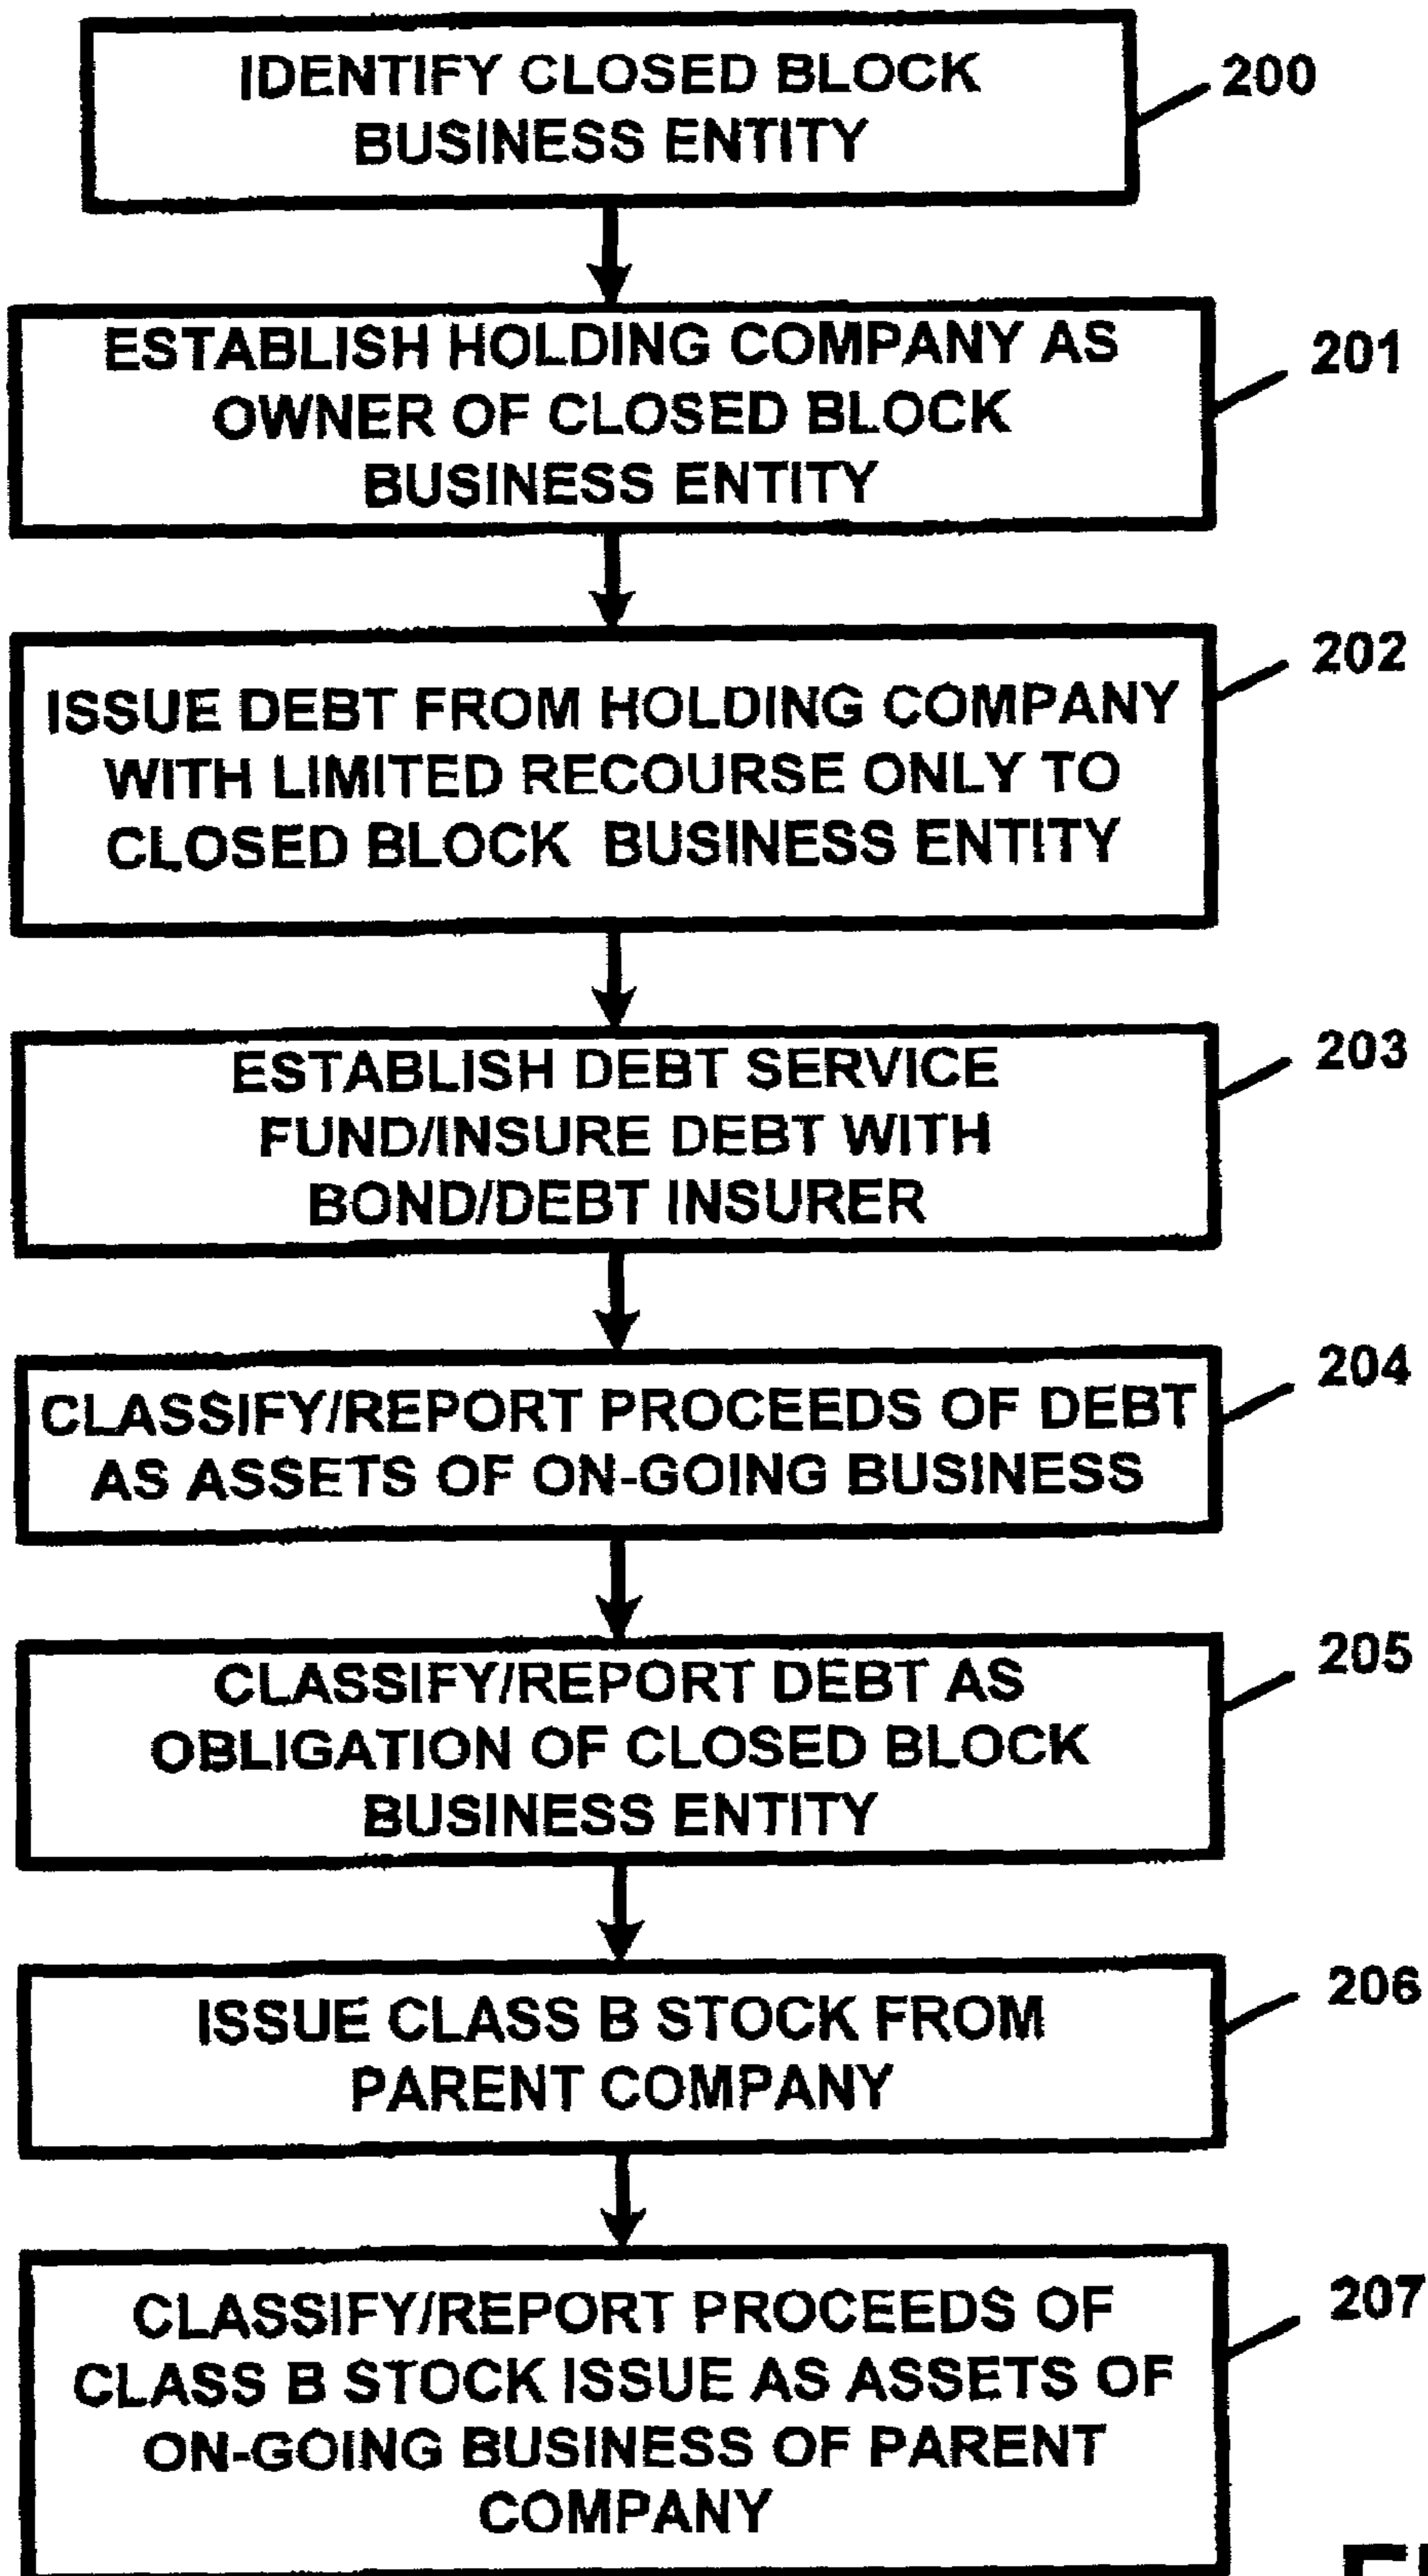 IDENTIFY CLOSED BLOCK
BUSINESS ENTITY
200
ESTABLISH HOLDING COMPANY AS
OWNER OF CLOSED BLOCK
BUSINESS ENTITY
201
ISSUE DEBT FROM HOLDING COMPANY
WITH LIMITED RECOURSE ONLY TO
CLOSED BLOCK BUSINESS ENTITY
202
ESTABLISH DEBT SERVICE
FUND/INSURE DEBT WITH
BOND/DEBT INSURER
203
CLASSIFY/REPORT PROCEEDS OF DEBT
AS ASSETS OF ON-GOING BUSINESS
204
CLASSIFY/REPORT DEBT AS
OBLIGATION OF CLOSED BLOCK
BUSINESS ENTITY
205
ISSUE CLASS B STOCK FROM
PARENT COMPANY
206
CLASSIFY/REPORT PROCEEDS OF
CLASS B STOCK ISSUE AS ASSETS OF
ON-GOING BUSINESS OF PARENT
COMPANY
207